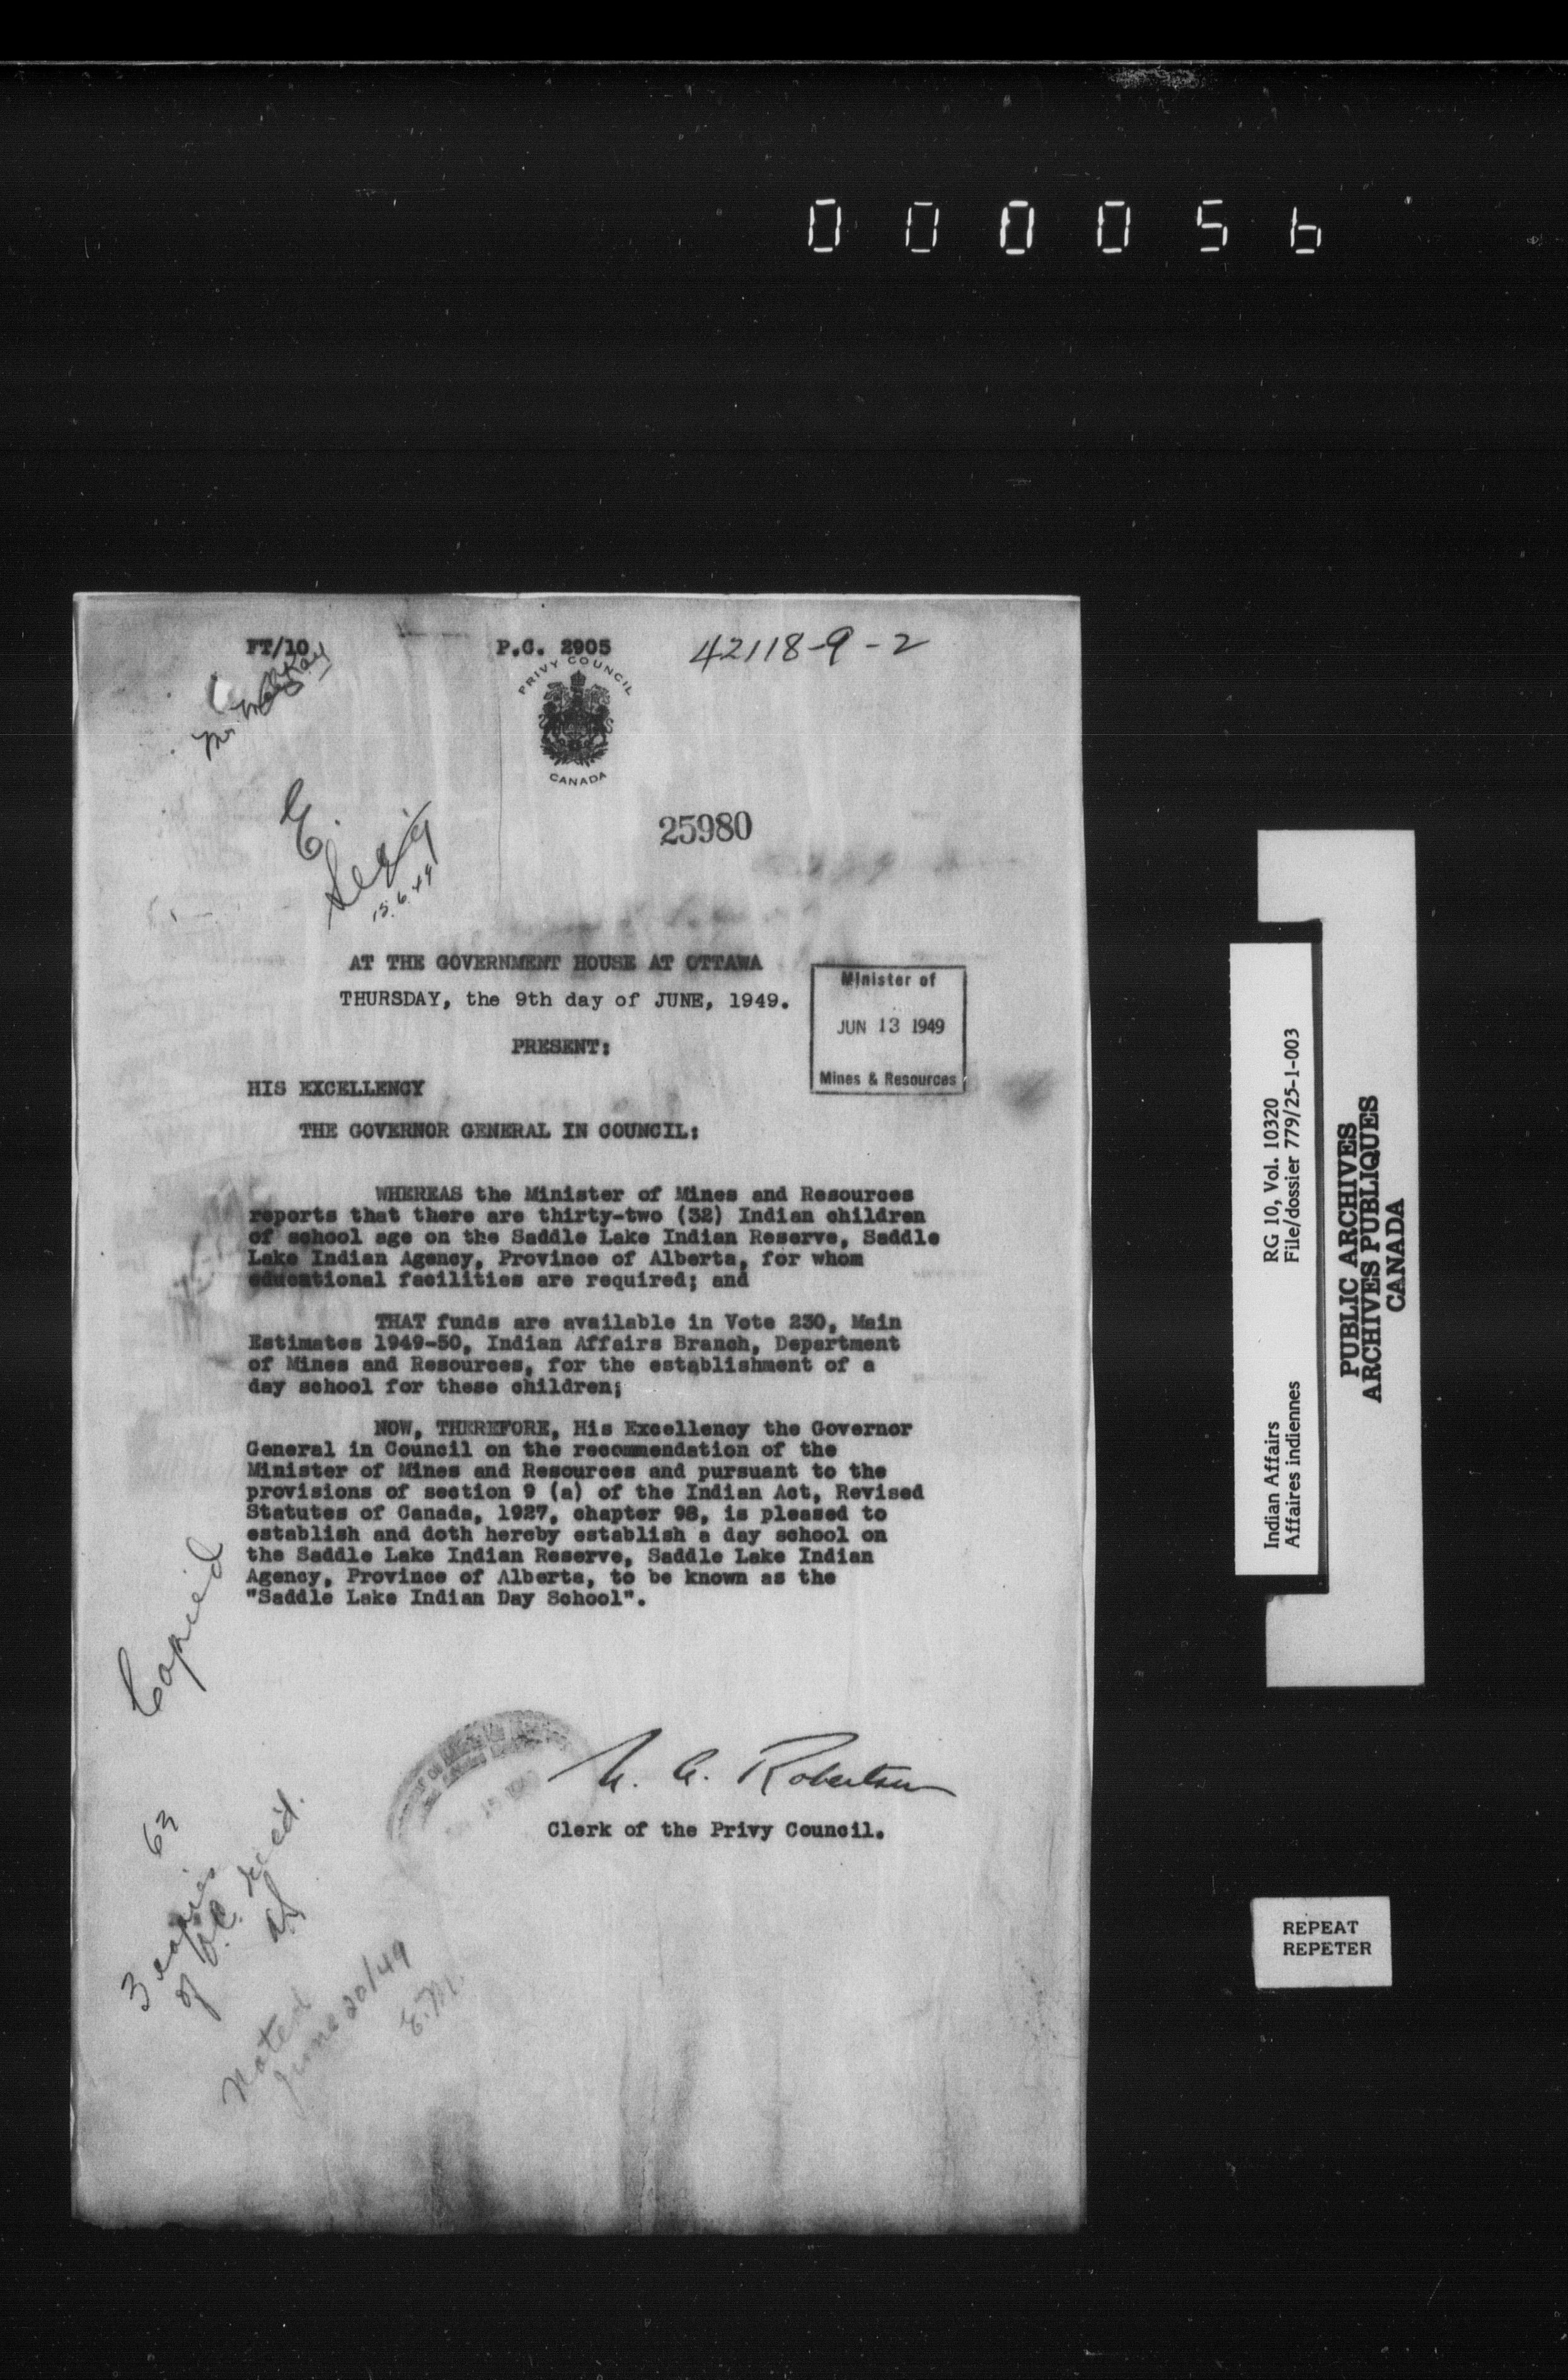 000056
FT/10
P.C. 2905
42118-9-2
PRIVY COUNCIL
CANADA
Mr.
E.
15.6.49
25980
AT THE GOVERNMENT HOUSE AT OTTAWA
THURSDAY, the 9th day of JUNE, 1949.
Minister of
JUN 13 1949
Mines & Resources
PRESENT:
HIS EXCELLENCY
THE GOVERNOR GENERAL IN COUNCIL:
WHEREAS the Minister of Mines and Resources
reports that there are thirty-two (32) Indian children
of school age on the Saddle Lake Indian Reserve, Saddle
Lake Indian Agency, Province of Alberta, for whom
educational facilities are required; and
THAT funds are available in Vote 230, Main
Estimates 1949-50, Indian Affairs Branch, Department
of Mines and Resources, for the establishment of a
day school for these children;
NOW, THEREFORE, His Excellency the Governor
General in Council on the recommendation of the
Minister of Mines and Resources and pursuant to the
provisions of section 9 (a) of the Indian Act, Revised
Statutes of Canada, 1927, chapter 98, is pleased to
establish and doth hereby establish a day school on
the Saddle Lake Indian Reserve, Saddle Lake Indian
Agency, Province of Alberta, to be known as the
"Saddle Lake Indian Day School".
Copied
N. A. Robertson
Clerk of the Privy Council.
63
3 copies
of P.C. rec'd.
Noted
June 20/49
E.M.
Indian Affairs
Affaires indiennes
RG 10, Vol. 10320
File/dossier 779/25-1-003
PUBLIC ARCHIVES
ARCHIVES PUBLIQUES
CANADA
REPEAT
REPETER